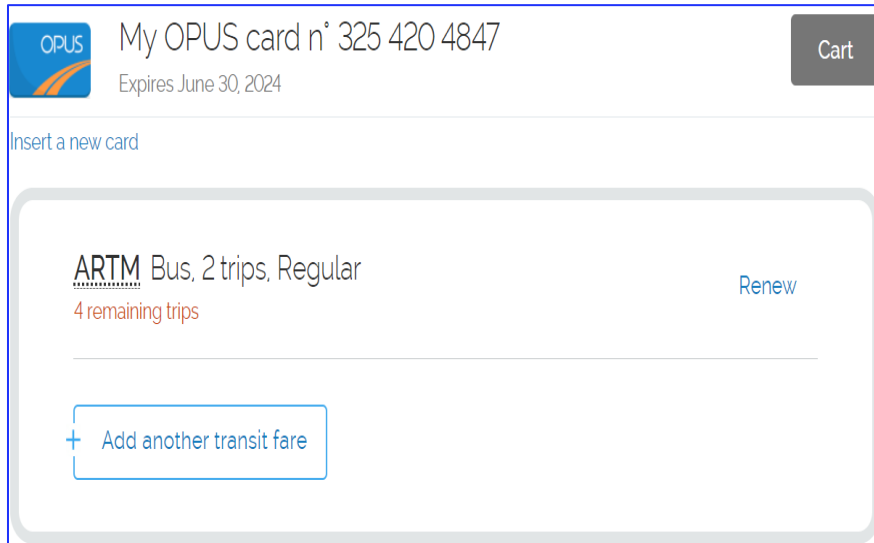 OPUS
My OPUS card n° 325 420 4847
Cart
Expires June 30, 2024
Insert a new card
ARTM Bus, 2 trips, Regular
Renew
4 remaining trips
+ Add another transit fare